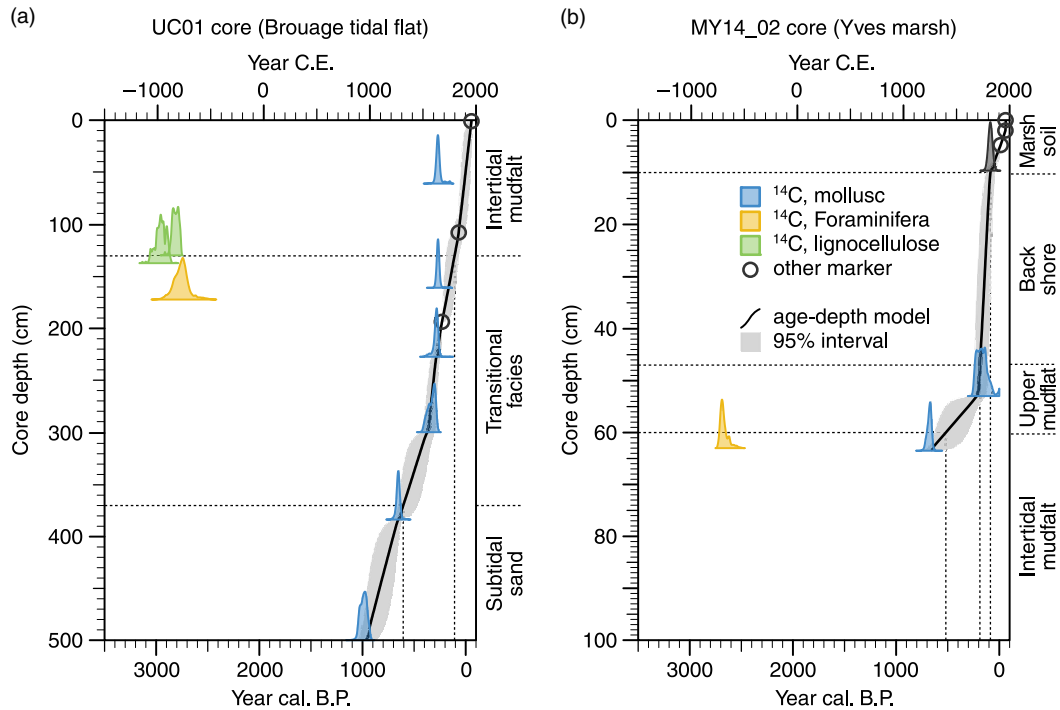 (a)
UC01 core (Brouage tidal flat)
Year C.E.
−1000 0 1000 2000
0
100
200
300
400
500
Core depth (cm)
Intertidal
mudfalt
Transitional
facies
Subtidal
sand
3000 2000 1000 0
Year cal. B.P.
(b)
MY14_02 core (Yves marsh)
Year C.E.
−1000 0 1000 2000
0
20
40
60
80
100
Core depth (cm)
14C, mollusc
14C, Foraminifera
14C, lignocellulose
other marker
age-depth model
95% interval
Marsh
soil
Back
shore
Upper
mudflat
Intertidal
mudfalt
3000 2000 1000 0
Year cal. B.P.